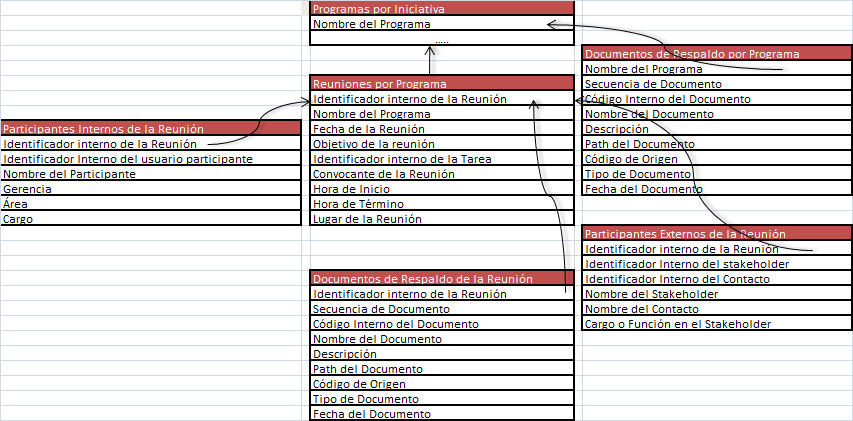 Programas por Iniciativa
Nombre del Programa
.....
Documentos de Respaldo por Programa
Nombre del Programa
Secuencia de Documento
Código Interno del Documento
Nombre del Documento
Descripción
Path del Documento
Código de Origen
Tipo de Documento
Fecha del Documento
Reuniones por Programa
Identificador interno de la Reunión
Nombre del Programa
Fecha de la Reunión
Objetivo de la reunión
Identificador interno de la Tarea
Convocante de la Reunión
Hora de Inicio
Hora de Término
Lugar de la Reunión
Participantes Internos de la Reunión
Identificador interno de la Reunión
Identificador Interno del usuario participante
Nombre del Participante
Gerencia
Área
Cargo
Participantes Externos de la Reunión
Identificador interno de la Reunión
Identificador Interno del stakeholder
Identificador Interno del Contacto
Nombre del Stakeholder
Nombre del Contacto
Cargo o Función en el Stakeholder
Documentos de Respaldo de la Reunión
Identificador interno de la Reunión
Secuencia de Documento
Código Interno del Documento
Nombre del Documento
Descripción
Path del Documento
Código de Origen
Tipo de Documento
Fecha del Documento